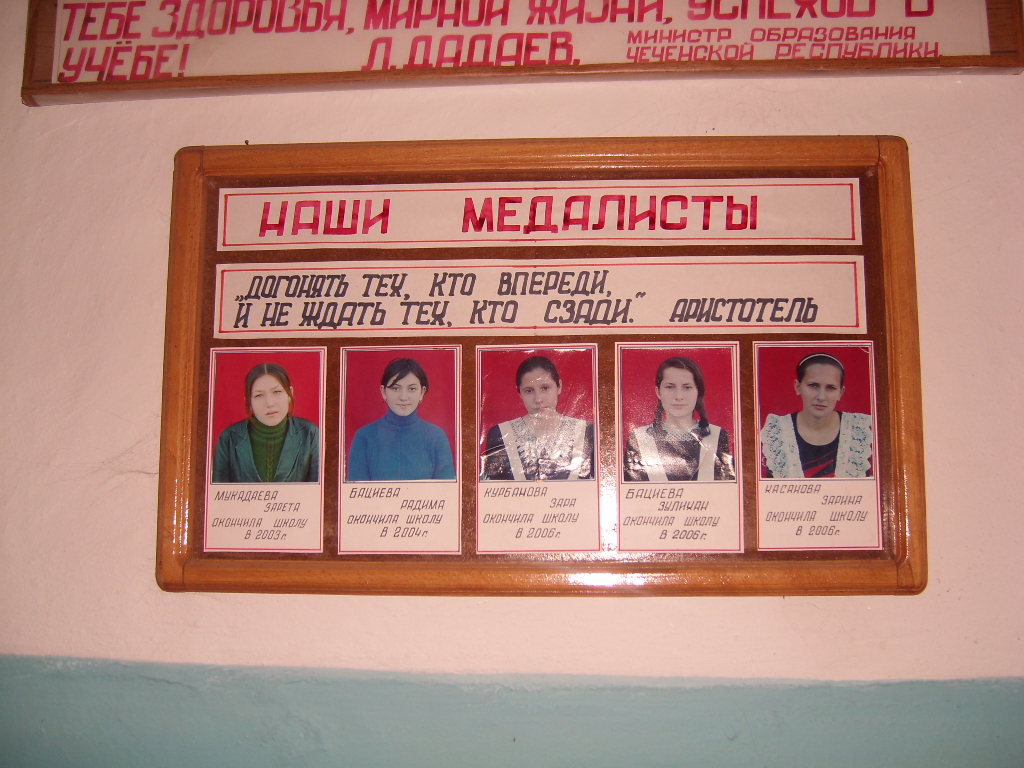 ТЕБЕ ЗДОРОВЬЯ, МИРНОЙ ЖИЗНИ, УСПЕХОВ В
УЧЁБЕ!
Л.ДАДАЕВ,
МИНИСТР ОБРАЗОВАНИЯ
ЧЕЧЕНСКОЙ РЕСПУБЛИКИ
НАШИ МЕДАЛИСТЫ
„ДОГОНЯТЬ ТЕХ, КТО ВПЕРЕДИ,
И НЕ ЖДАТЬ ТЕХ, КТО СЗАДИ.“ АРИСТОТЕЛЬ
МУКАДАЕВА
ЗАРЕТА
ОКОНЧИЛА ШКОЛУ
В 2003г.
БАЦИЕВА
РАДИМА
ОКОНЧИЛА ШКОЛУ
В 2004г.
КУРБАНОВА
ЗАРА
ОКОНЧИЛА ШКОЛУ
В 2006г.
БАЦИЕВА
ЗУЛИХАН
ОКОНЧИЛА ШКОЛУ
В 2006г.
ХАСАНОВА
ЗАРИНА
ОКОНЧИЛА ШКОЛУ
В 2006г.